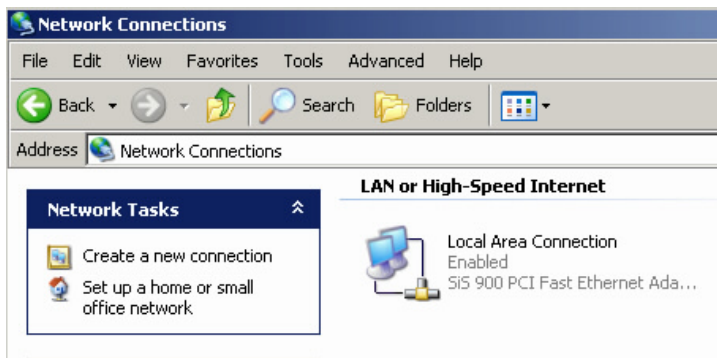 Network Connections
File Edit View Favorites Tools Advanced Help
Back Search Folders
Address Network Connections
Network Tasks
Create a new connection
Set up a home or small
office network
LAN or High-Speed Internet
Local Area Connection
Enabled
SiS 900 PCI Fast Ethernet Ada...